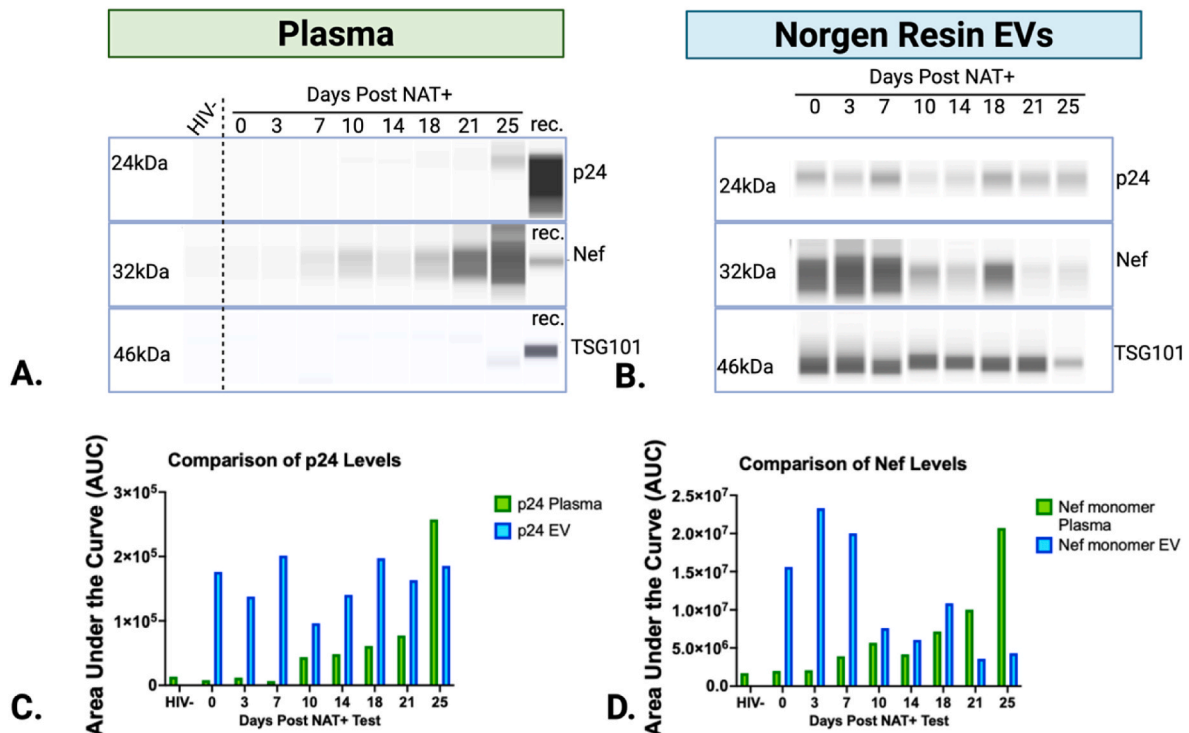 Plasma
Days Post NAT+
HIV- 0 3 7 10 14 18 21 25 rec.
24kDa p24
rec.
32kDa Nef
rec.
46kDa TSG101
A.
Norgen Resin EVs
Days Post NAT+
0 3 7 10 14 18 21 25
24kDa p24
32kDa Nef
46kDa TSG101
B.
Comparison of p24 Levels
Area Under the Curve (AUC)
3×10⁵
2×10⁵
1×10⁵
0
HIV- 0 3 7 10 14 18 21 25
Days Post NAT+ Test
p24 Plasma
p24 EV
C.
Comparison of Nef Levels
Area Under the Curve (AUC)
2.5×10⁷
2.0×10⁷
1.5×10⁷
1.0×10⁷
5.0×10⁶
0.0
HIV- 0 3 7 10 14 18 21 25
Days Post NAT+ Test
Nef monomer
Plasma
Nef monomer EV
D.